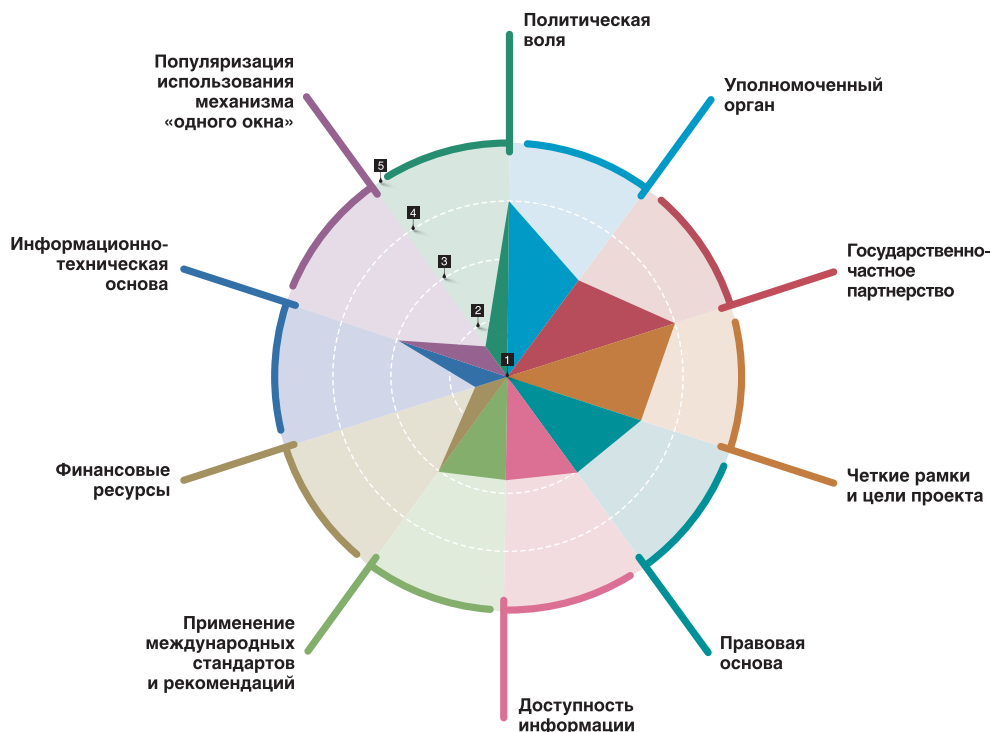 Политическая
воля
Уполномоченный
орган
Государственно-
частное
партнерство
Четкие рамки
и цели проекта
Правовая
основа
Доступность
информации
Применение
международных
стандартов
и рекомендаций
Финансовые
ресурсы
Информационно-
техническая
основа
Популяризация
использования
механизма
«одного окна»
5
4
3
2
1